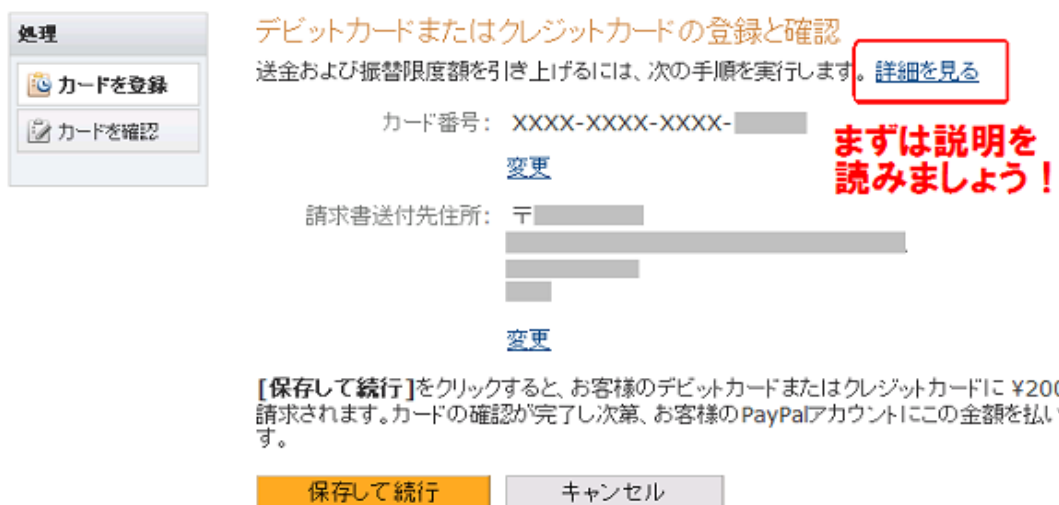 処理
カードを登録
カードを確認
デビットカードまたはクレジットカードの登録と確認
送金および振替限度額を引き上げるには、次の手順を実行します。 詳細を見る
まずは説明を
読みましょう！
カード番号： XXXX-XXXX-XXXX-
変更
請求書送付先住所： 〒
変更
[保存して続行]をクリックすると、お客様のデビットカードまたはクレジットカードに ¥200
請求されます。カードの確認が完了し次第、お客様のPayPalアカウントにこの金額を払い
す。
保存して続行 キャンセル